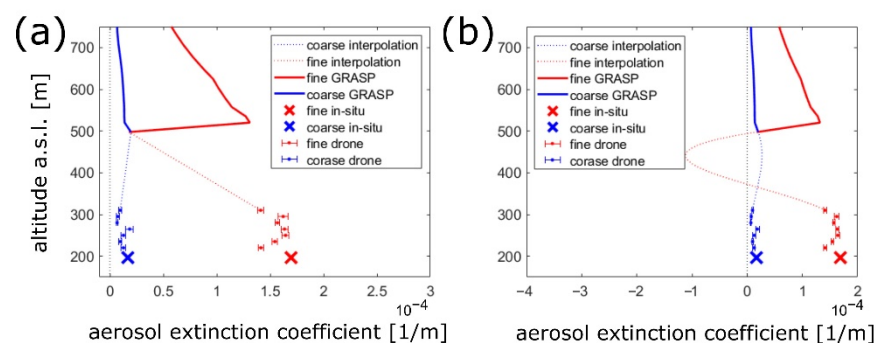 (a)
altitude a.s.l. [m]
700
600
500
400
300
200
coarse interpolation
fine interpolation
fine GRASP
coarse GRASP
fine in-situ
coarse in-situ
fine drone
corase drone
0
0.5
1
1.5
2
2.5
3
10⁻⁴
aerosol extinction coefficient [1/m]
(b)
700
600
500
400
300
200
coarse interpolation
fine interpolation
fine GRASP
coarse GRASP
fine in-situ
coarse in-situ
fine drone
corase drone
−4
−3
−2
−1
0
1
2
10⁻⁴
aerosol extinction coefficient [1/m]